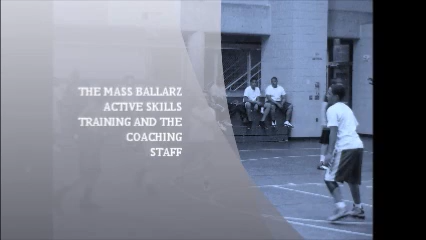 THE MASS BALLARZ
ACTIVE SKILLS
TRAINING AND THE
COACHING
STAFF